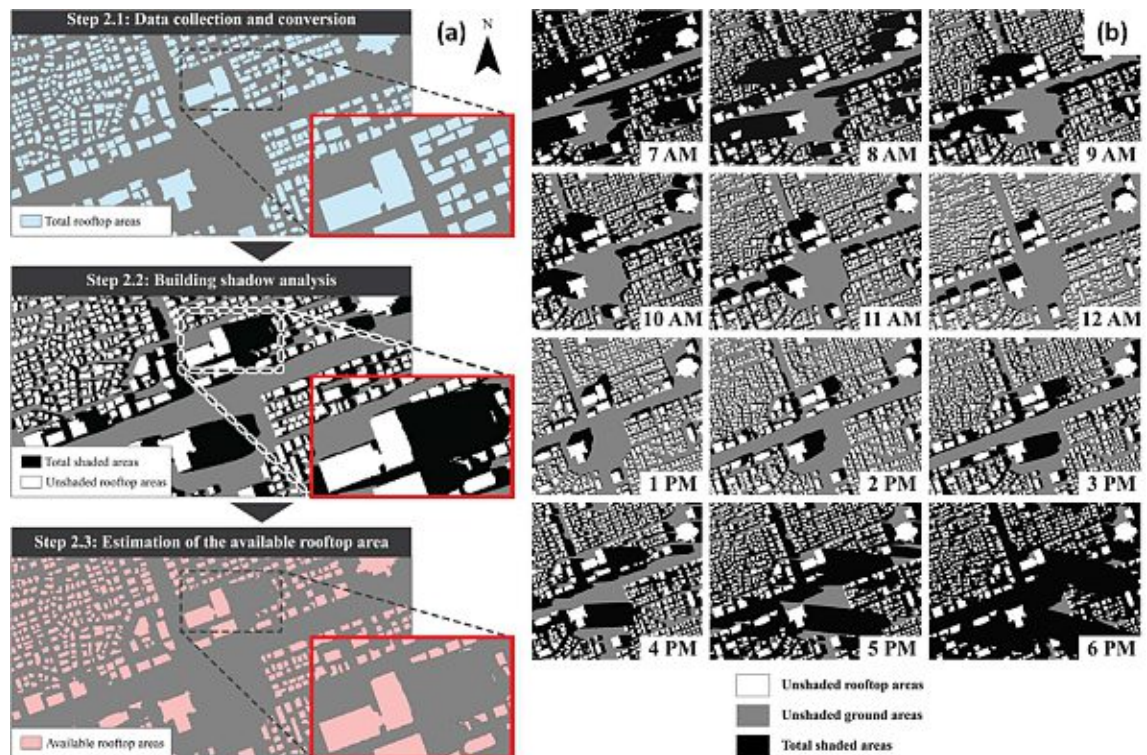 Step 2.1: Data collection and conversion
(a)
N
Total rooftop areas
Step 2.2: Building shadow analysis
Total shaded areas
Unshaded rooftop areas
Step 2.3: Estimation of the available rooftop area
Available rooftop areas
(b)
7 AM
8 AM
9 AM
10 AM
11 AM
12 AM
1 PM
2 PM
3 PM
4 PM
5 PM
6 PM
Unshaded rooftop areas
Unshaded ground areas
Total shaded areas